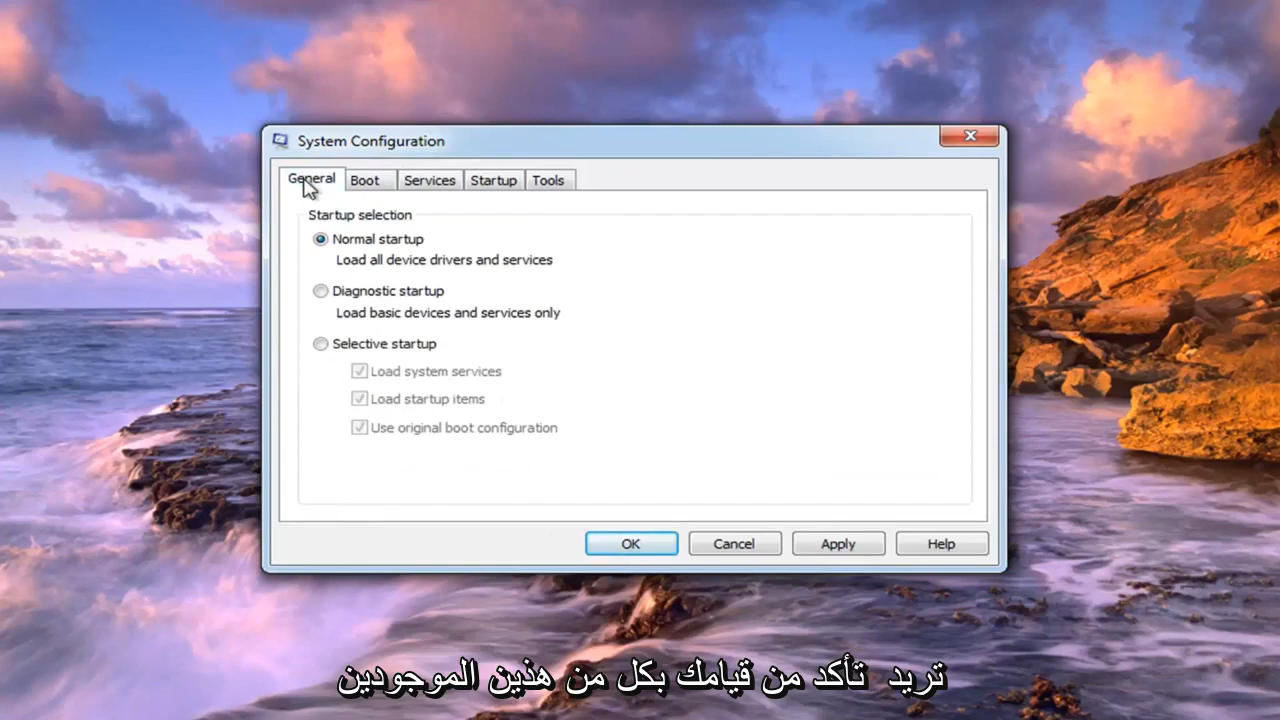 System Configuration
General Boot Services Startup Tools
Startup selection
Normal startup
Load all device drivers and services
Diagnostic startup
Load basic devices and services only
Selective startup
Load system services
Load startup items
Use original boot configuration
OK Cancel Apply Help
تريد تأكد من قيامك بكل من هذين الموجودين